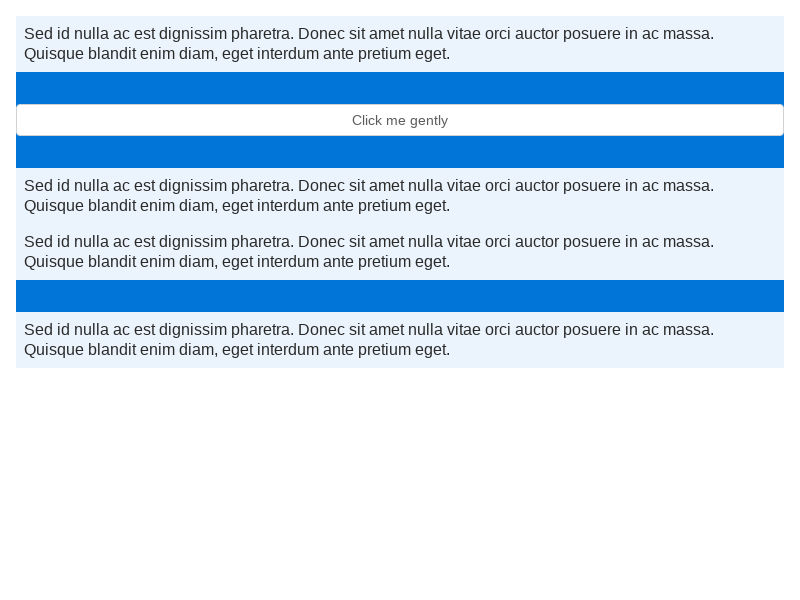 Sed id nulla ac est dignissim pharetra. Donec sit amet nulla vitae orci auctor posuere in ac massa.
Quisque blandit enim diam, eget interdum ante pretium eget.
Click me gently
Sed id nulla ac est dignissim pharetra. Donec sit amet nulla vitae orci auctor posuere in ac massa.
Quisque blandit enim diam, eget interdum ante pretium eget.
Sed id nulla ac est dignissim pharetra. Donec sit amet nulla vitae orci auctor posuere in ac massa.
Quisque blandit enim diam, eget interdum ante pretium eget.
Sed id nulla ac est dignissim pharetra. Donec sit amet nulla vitae orci auctor posuere in ac massa.
Quisque blandit enim diam, eget interdum ante pretium eget.